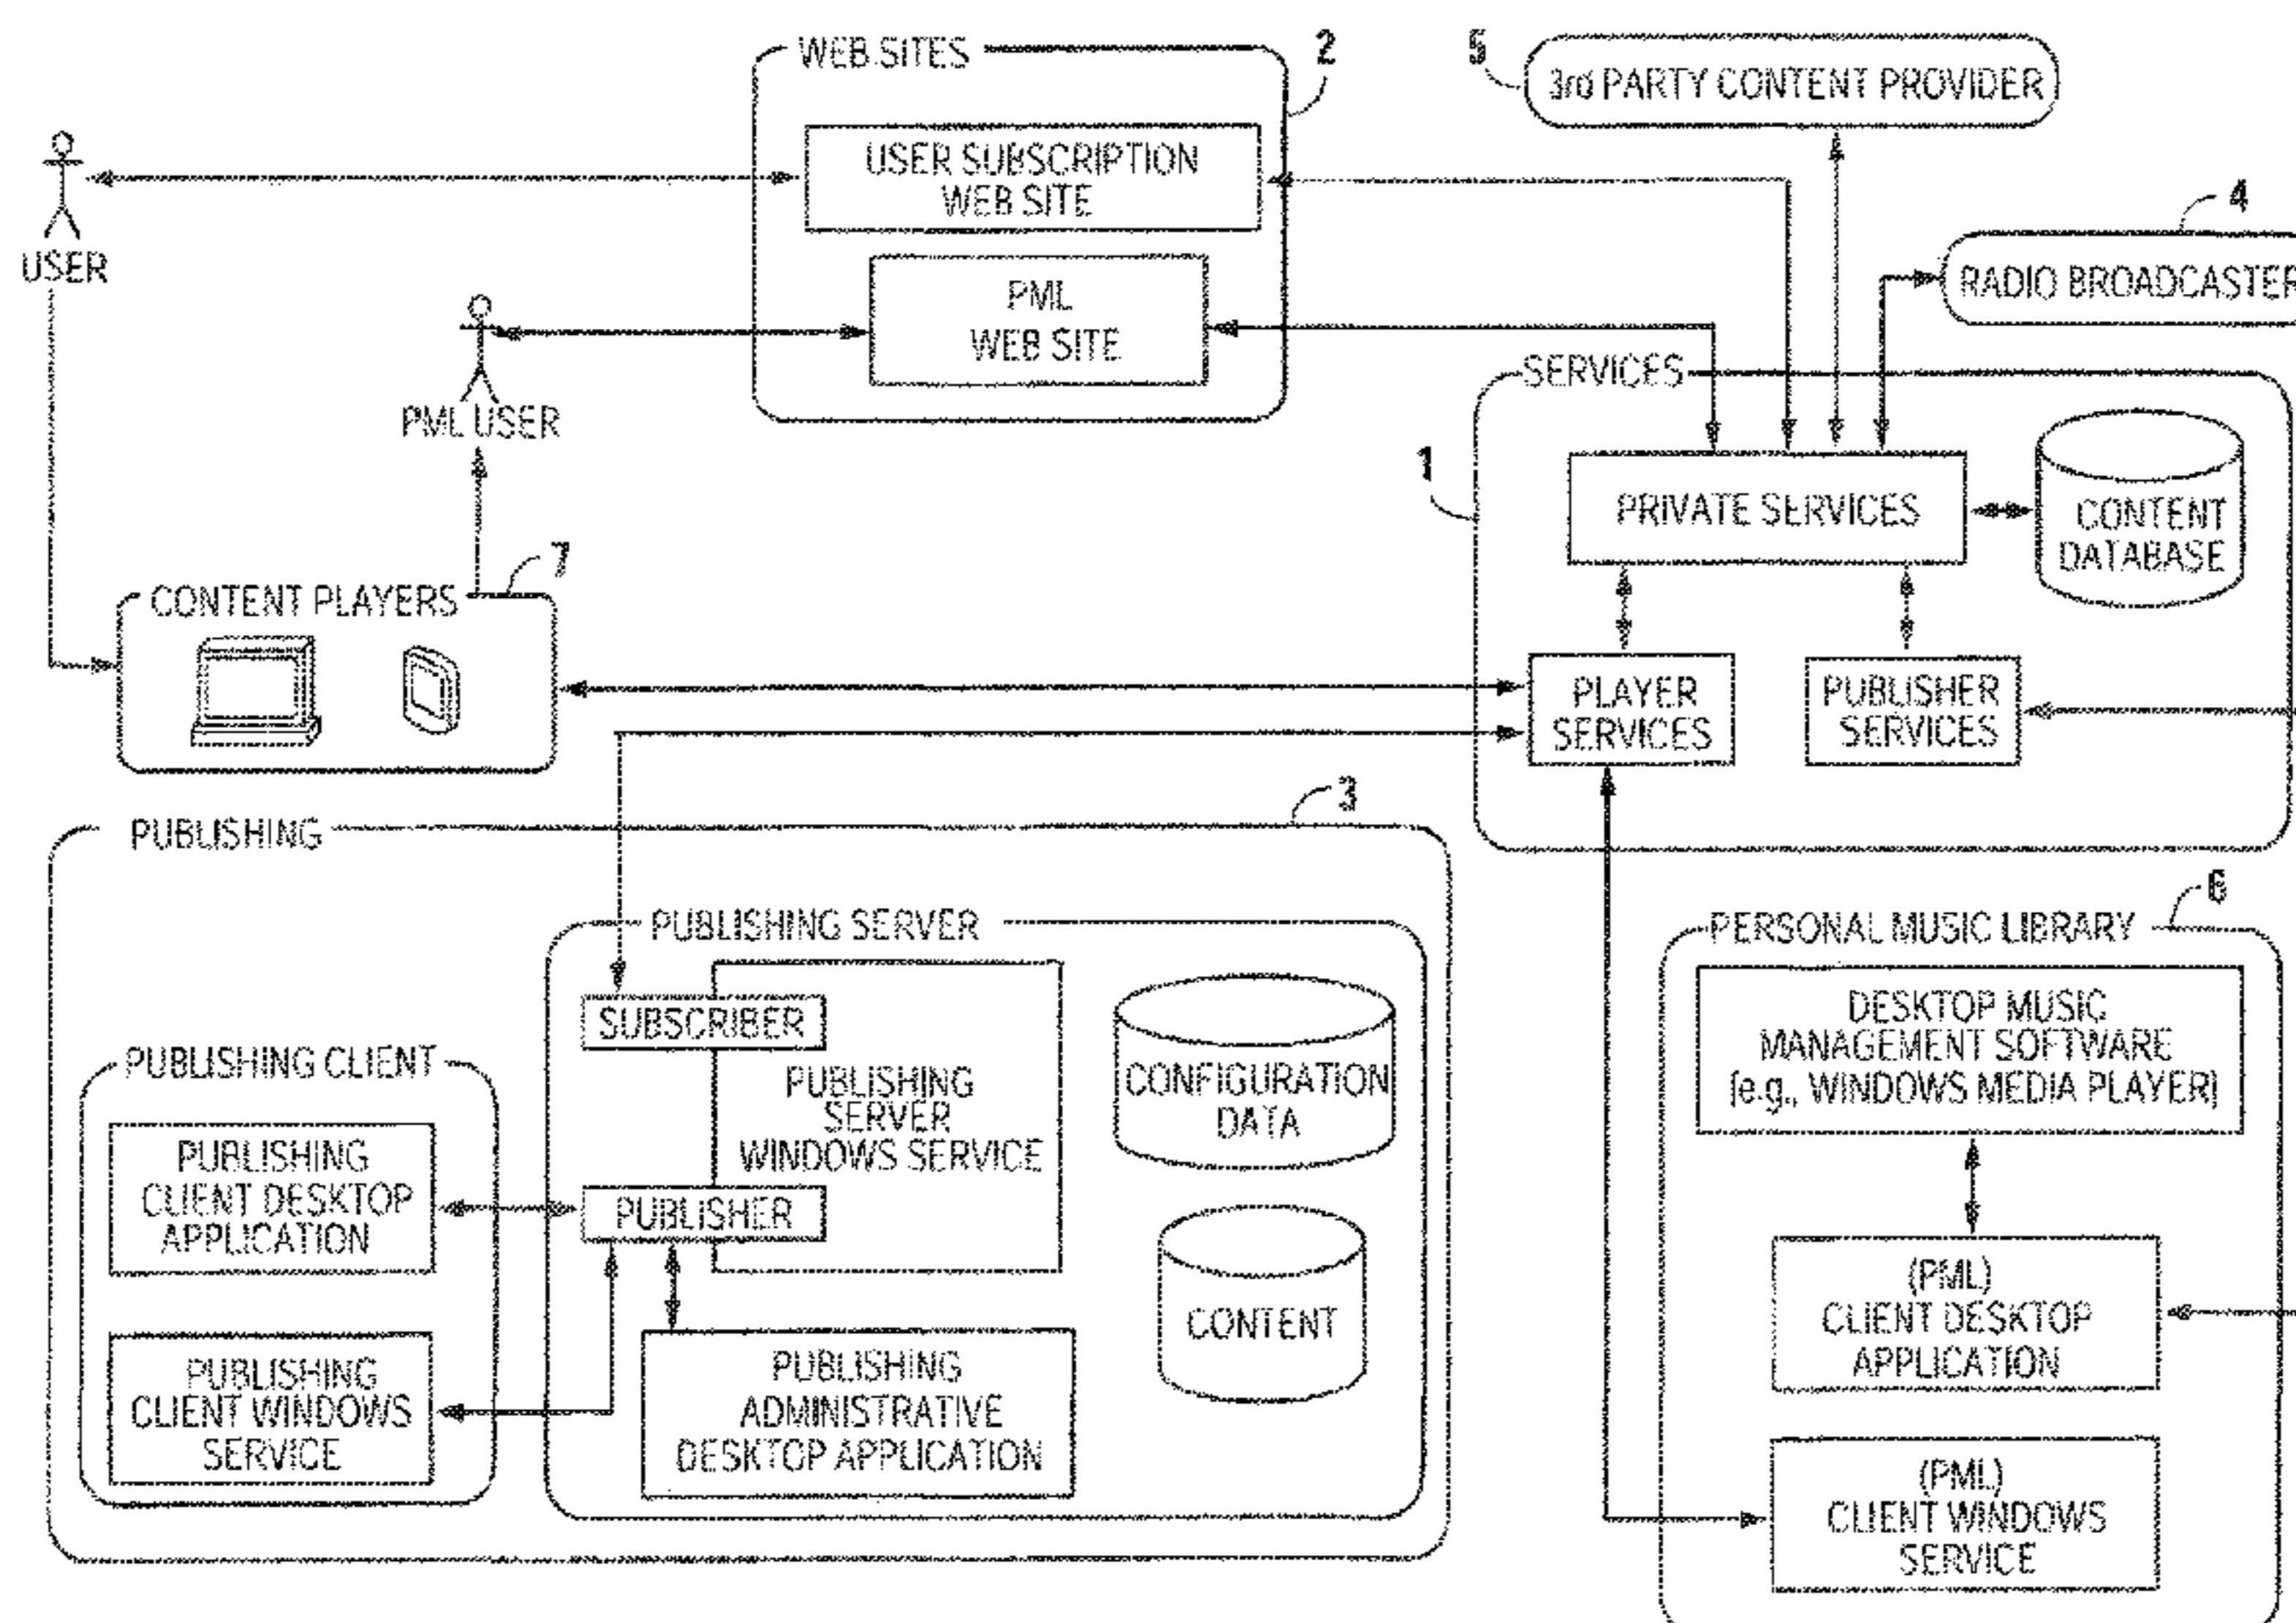 WEB SITES
2
5
3rd PARTY CONTENT PROVIDER
USER SUBSCRIPTION
WEB SITE
4
RADIO BROADCASTER
USER
PML
WEB SITE
PML USER
SERVICES
1
PRIVATE SERVICES
CONTENT
DATABASE
7
CONTENT PLAYERS
PLAYER
SERVICES
PUBLISHER
SERVICES
3
PUBLISHING
PUBLISHING SERVER
SUBSCRIBER
PUBLISHING
SERVER
WINDOWS SERVICE
CONFIGURATION
DATA
PUBLISHING CLIENT
PUBLISHING
CLIENT DESKTOP
APPLICATION
PUBLISHER
CONTENT
PUBLISHING
CLIENT WINDOWS
SERVICE
PUBLISHING
ADMINISTRATIVE
DESKTOP APPLICATION
6
PERSONAL MUSIC LIBRARY
DESKTOP MUSIC
MANAGEMENT SOFTWARE
(e.g., WINDOWS MEDIA PLAYER)
(PML)
CLIENT DESKTOP
APPLICATION
(PML)
CLIENT WINDOWS
SERVICE